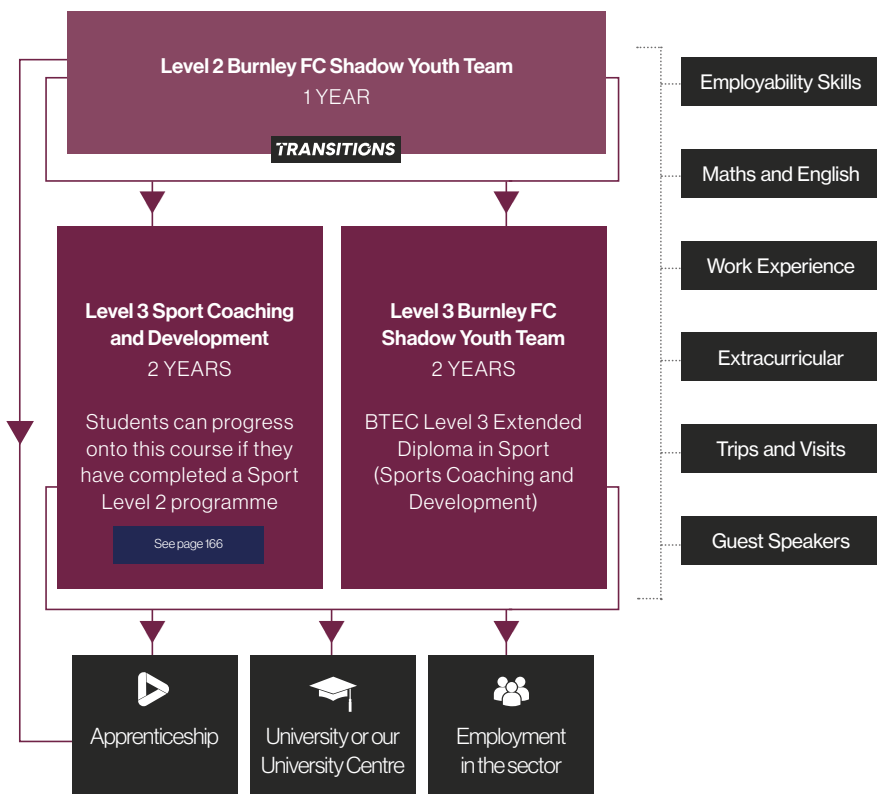 Level 2 Burnley FC Shadow Youth Team
1 YEAR
TRANSITIONS
Level 3 Sport Coaching
and Development
2 YEARS
Students can progress
onto this course if they
have completed a Sport
Level 2 programme
See page 166
Level 3 Burnley FC
Shadow Youth Team
2 YEARS
BTEC Level 3 Extended
Diploma in Sport
(Sports Coaching and
Development)
Apprenticeship
University or our
University Centre
Employment
in the sector
Employability Skills
Maths and English
Work Experience
Extracurricular
Trips and Visits
Guest Speakers